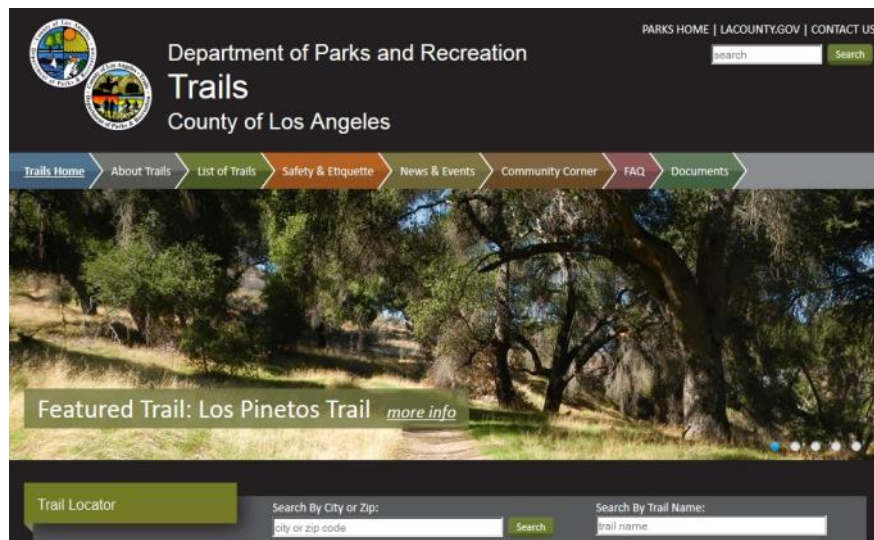 PARKS HOME | LACOUNTY.GOV | CONTACT US
search Search
Department of Parks and Recreation
Trails
County of Los Angeles
Trails Home About Trails List of Trails Safety & Etiquette News & Events Community Corner FAQ Documents
Featured Trail: Los Pinetos Trail more info
Trail Locator
Search By City or Zip: Search By Trail Name:
city or zip code Search trail name